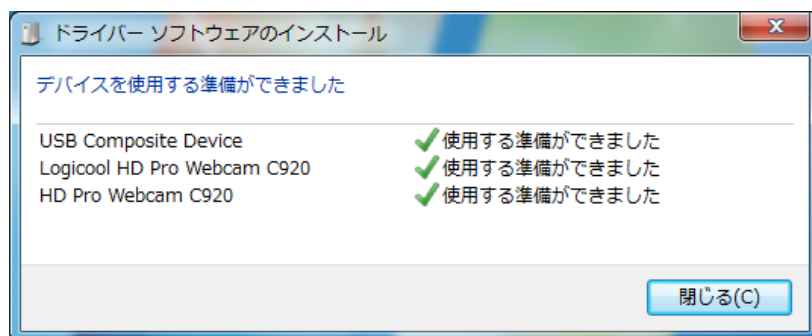 ドライバー ソフトウェアのインストール
デバイスを使用する準備ができました
USB Composite Device 使用する準備ができました
Logicool HD Pro Webcam C920 使用する準備ができました
HD Pro Webcam C920 使用する準備ができました
閉じる(C)